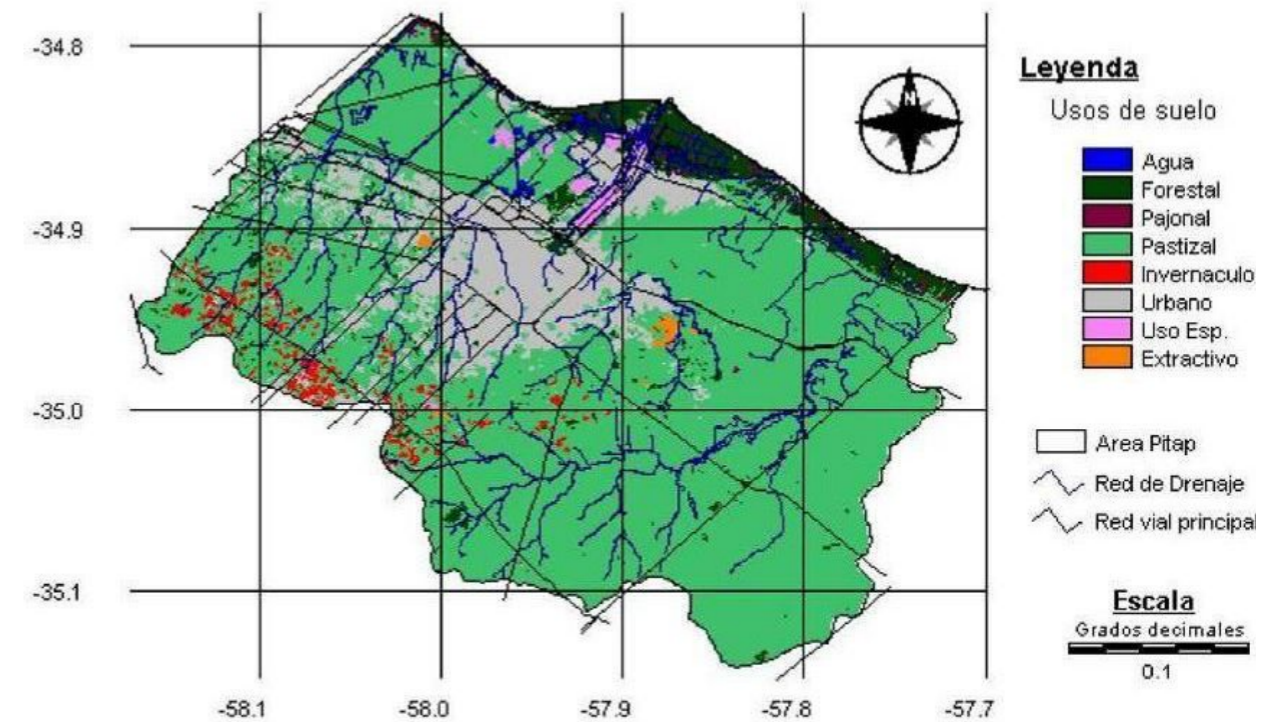 -34.8
-34.9
-35.0
-35.1
-58.1
-58.0
-57.9
-57.8
-57.7
N
Leyenda
Usos de suelo
Agua
Forestal
Pajonal
Pastizal
Invernaculo
Urbano
Uso Esp.
Extractivo
Area Pitap
Red de Drenaje
Red vial principal
Escala
Grados decimales
0.1